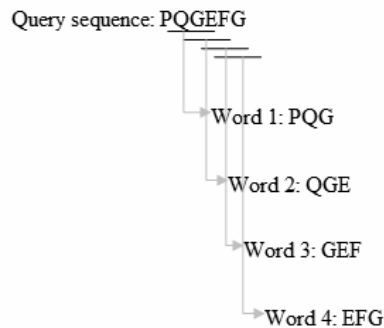 Query sequence: PQGEFG
Word 1: PQG
Word 2: QGE
Word 3: GEF
Word 4: EFG